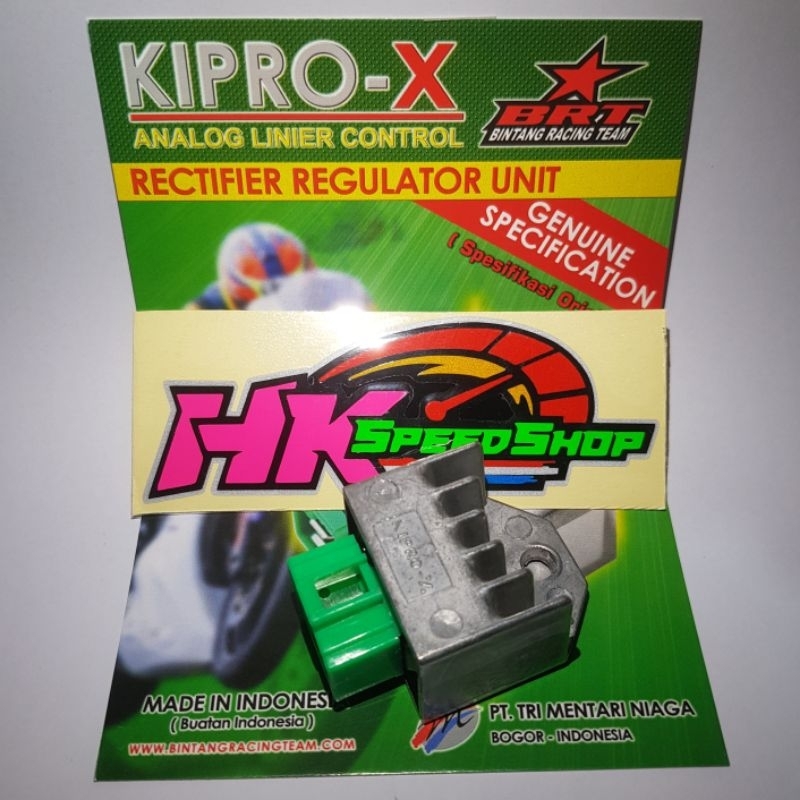 KIPRO-X
ANALOG LINIER CONTROL
BRT
BINTANG RACING TEAM
RECTIFIER REGULATOR UNIT
GENUINE
SPECIFICATION
( Spesifikasi
HK SPEEDSHOP
MADE IN
( Buatan Indonesia )
WWW.BINTANGRACINGTEAM.COM
PT. TRI MENTARI NIAGA
BOGOR - INDONESIA